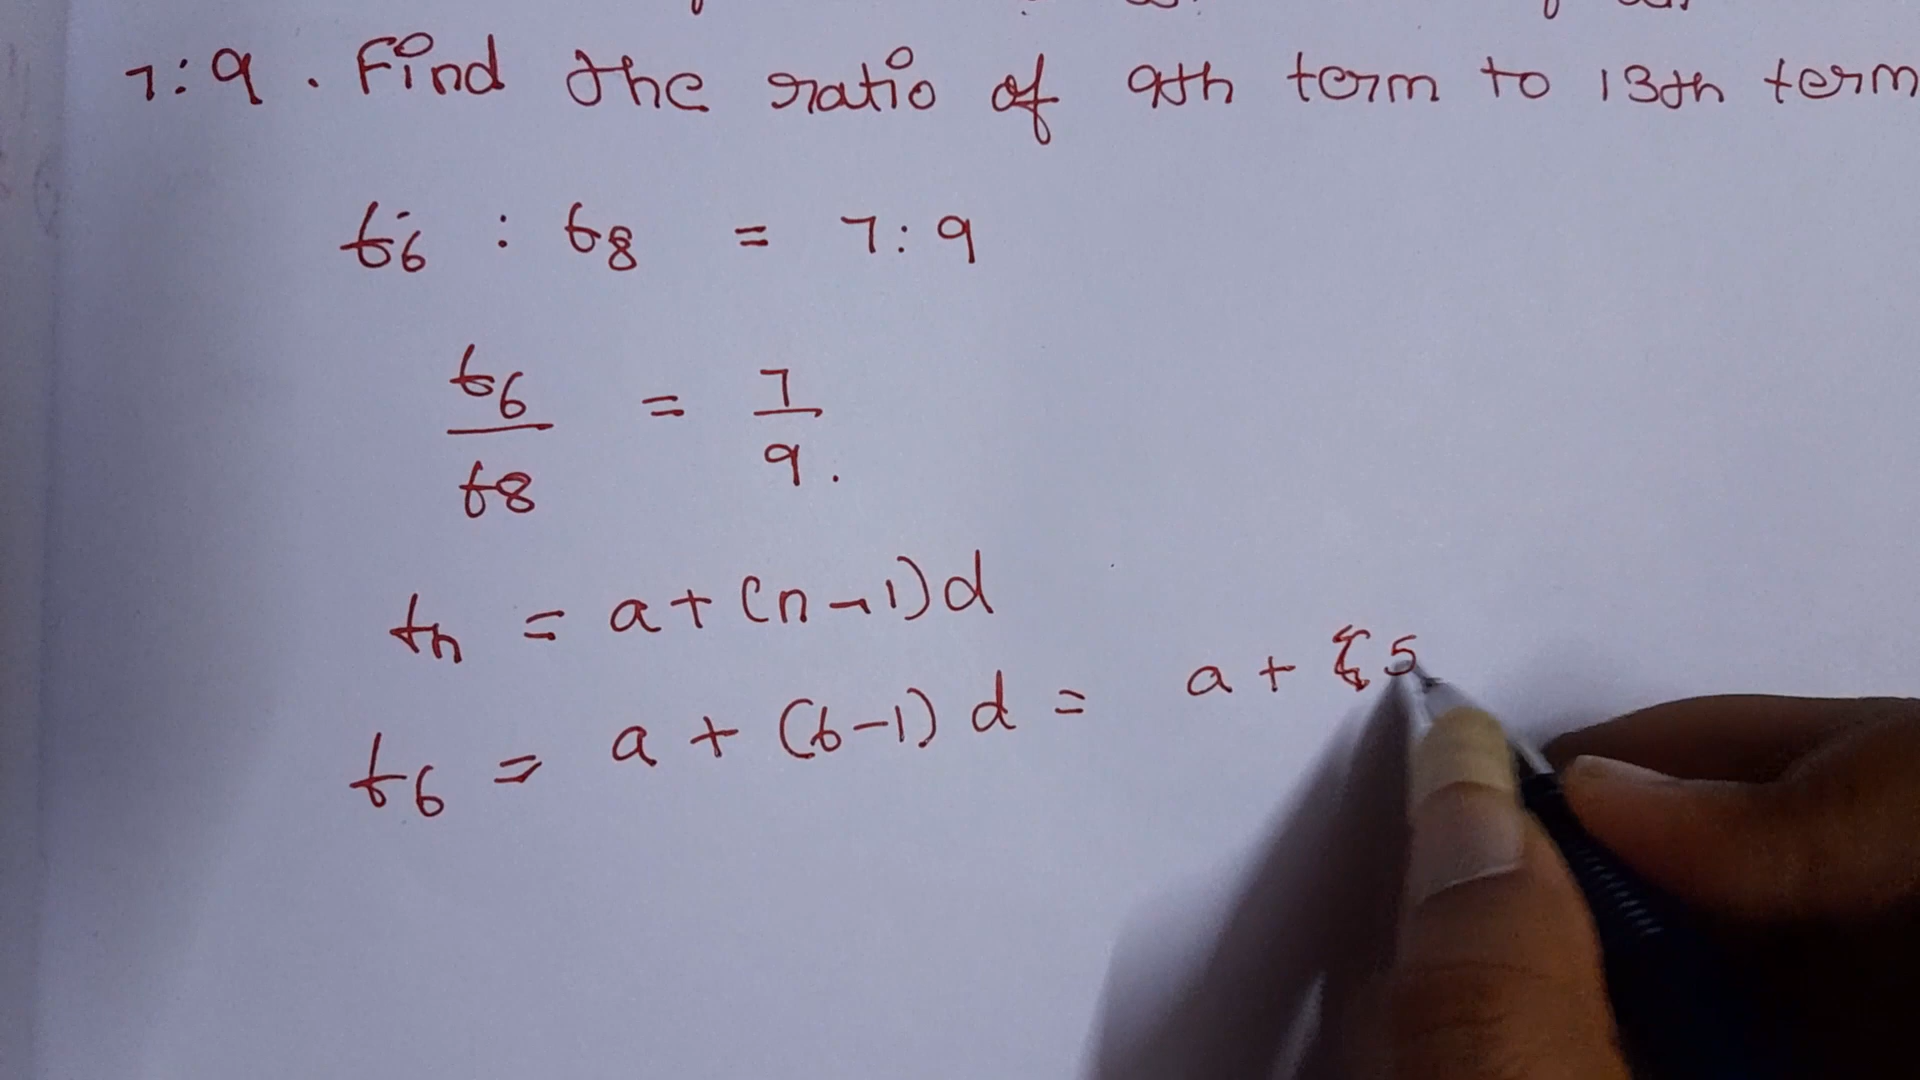 7:9 . Find the ratio of 9th term to 13th term
t6 : t8 = 7:9
t6/t8 = 7/9.
tn = a+(n-1)d
t6 = a + (6-1) d = a + 5